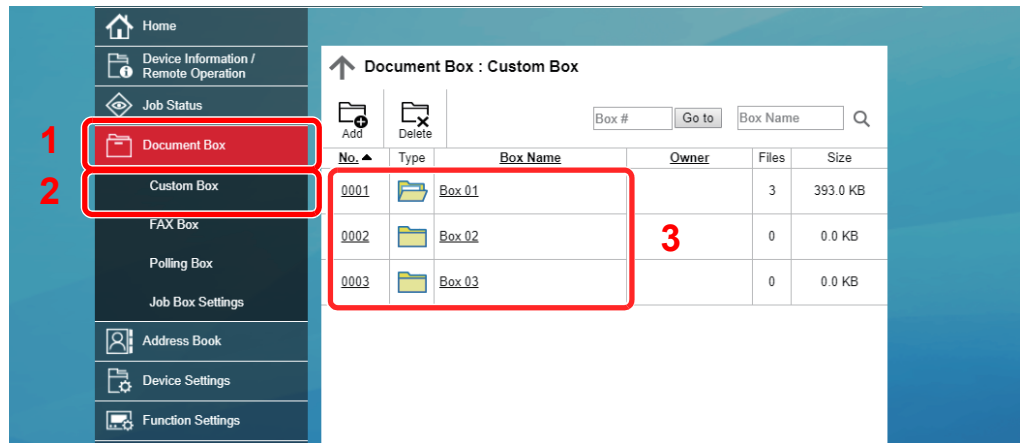 Home
Device Information /
Remote Operation
Job Status
1
Document Box
2
Custom Box
FAX Box
Polling Box
Job Box Settings
Address Book
Device Settings
Function Settings
Document Box : Custom Box
Add
Delete
Box #
Go to
Box Name
No. ▲ Type Box Name Owner Files Size
0001 Box 01 3 393.0 KB
0002 Box 02 0 0.0 KB
3
0003 Box 03 0 0.0 KB